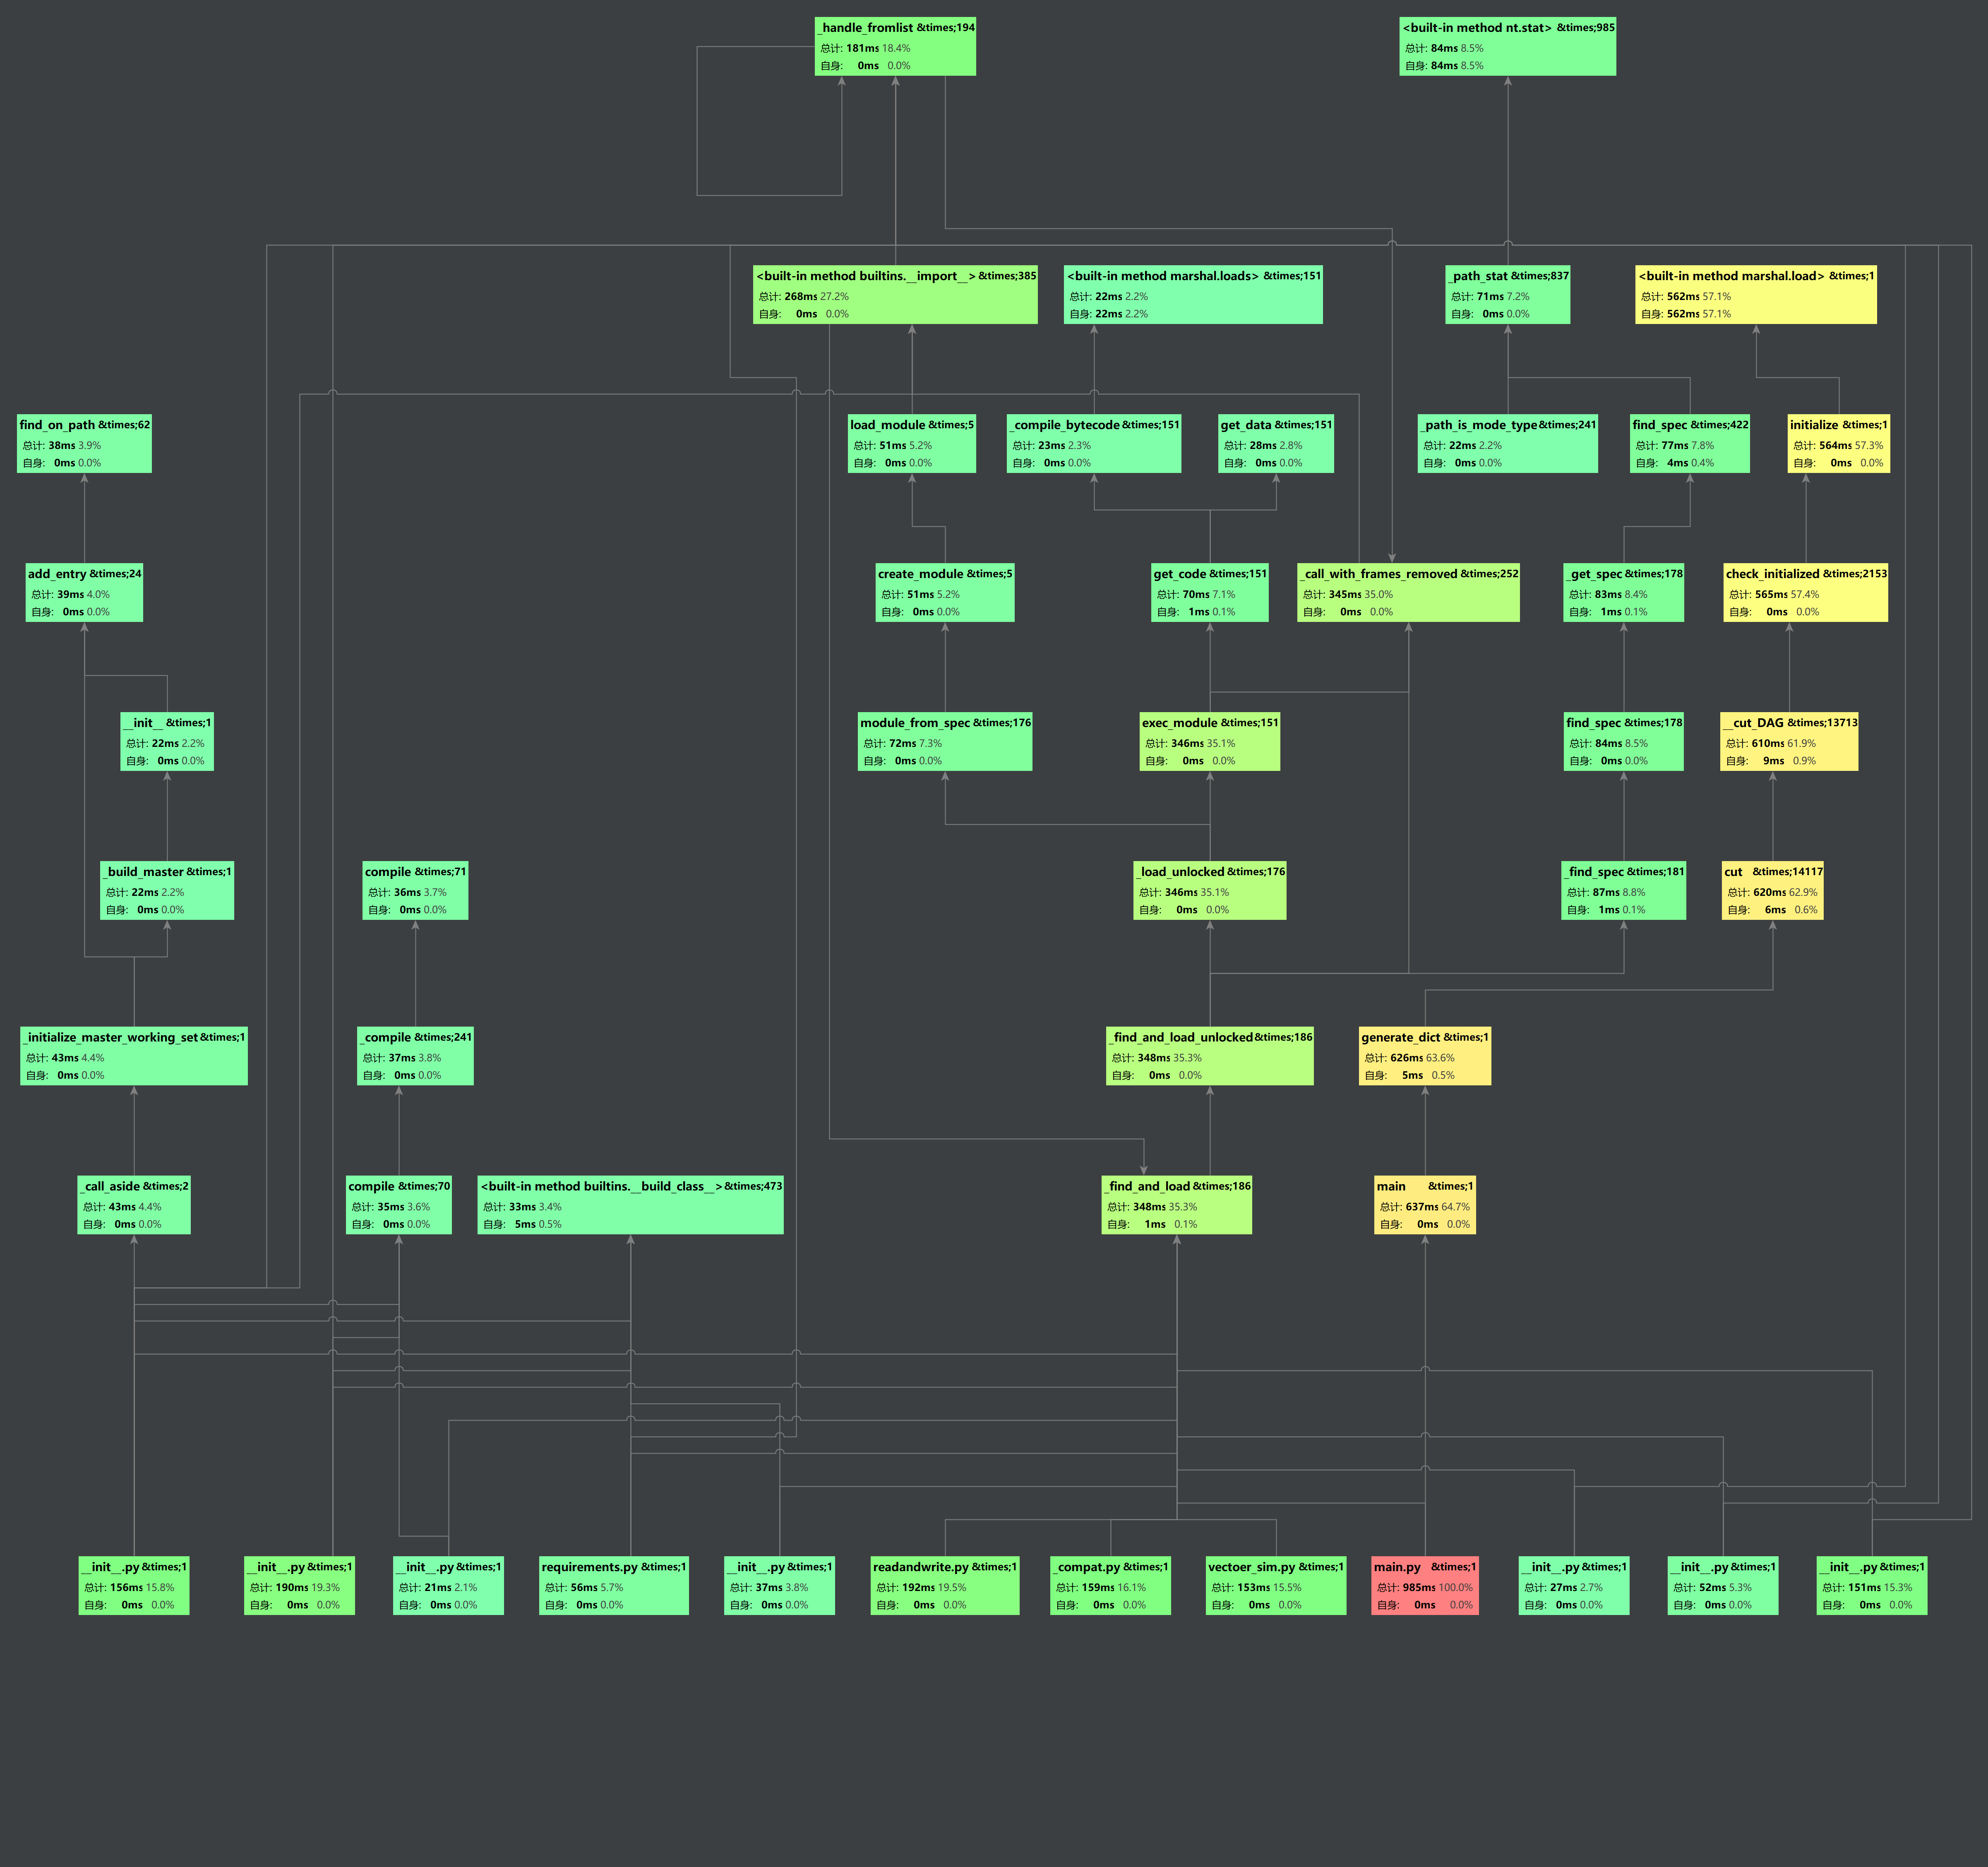 _handle_fromlist &times;194
总计: 181ms 18.4%
自身: 0ms 0.0%
<built-in method nt.stat> &times;985
总计: 84ms 8.5%
自身: 84ms 8.5%
<built-in method builtins.__import__> &times;385
总计: 268ms 27.2%
自身: 0ms 0.0%
<built-in method marshal.loads> &times;151
总计: 22ms 2.2%
自身: 22ms 2.2%
_path_stat &times;837
总计: 71ms 7.2%
自身: 0ms 0.0%
<built-in method marshal.load> &times;1
总计: 562ms 57.1%
自身: 562ms 57.1%
find_on_path &times;62
总计: 38ms 3.9%
自身: 0ms 0.0%
load_module &times;5
总计: 51ms 5.2%
自身: 0ms 0.0%
_compile_bytecode &times;151
总计: 23ms 2.3%
自身: 0ms 0.0%
get_data &times;151
总计: 28ms 2.8%
自身: 0ms 0.0%
_path_is_mode_type &times;241
总计: 22ms 2.2%
自身: 0ms 0.0%
find_spec &times;422
总计: 77ms 7.8%
自身: 4ms 0.4%
initialize &times;1
总计: 564ms 57.3%
自身: 0ms 0.0%
add_entry &times;24
总计: 39ms 4.0%
自身: 0ms 0.0%
create_module &times;5
总计: 51ms 5.2%
自身: 0ms 0.0%
get_code &times;151
总计: 70ms 7.1%
自身: 1ms 0.1%
_call_with_frames_removed &times;252
总计: 345ms 35.0%
自身: 0ms 0.0%
_get_spec &times;178
总计: 83ms 8.4%
自身: 1ms 0.1%
check_initialized &times;2153
总计: 565ms 57.4%
自身: 0ms 0.0%
__init__ &times;1
总计: 22ms 2.2%
自身: 0ms 0.0%
module_from_spec &times;176
总计: 72ms 7.3%
自身: 0ms 0.0%
exec_module &times;151
总计: 346ms 35.1%
自身: 0ms 0.0%
find_spec &times;178
总计: 84ms 8.5%
自身: 0ms 0.0%
__cut_DAG &times;13713
总计: 610ms 61.9%
自身: 9ms 0.9%
_build_master &times;1
总计: 22ms 2.2%
自身: 0ms 0.0%
compile &times;71
总计: 36ms 3.7%
自身: 0ms 0.0%
_load_unlocked &times;176
总计: 346ms 35.1%
自身: 0ms 0.0%
_find_spec &times;181
总计: 87ms 8.8%
自身: 1ms 0.1%
cut &times;14117
总计: 620ms 62.9%
自身: 6ms 0.6%
_initialize_master_working_set &times;1
总计: 43ms 4.4%
自身: 0ms 0.0%
_compile &times;241
总计: 37ms 3.8%
自身: 0ms 0.0%
_find_and_load_unlocked &times;186
总计: 348ms 35.3%
自身: 0ms 0.0%
generate_dict &times;1
总计: 626ms 63.6%
自身: 5ms 0.5%
_call_aside &times;2
总计: 43ms 4.4%
自身: 0ms 0.0%
compile &times;70
总计: 35ms 3.6%
自身: 0ms 0.0%
<built-in method builtins.__build_class__> &times;473
总计: 33ms 3.4%
自身: 5ms 0.5%
_find_and_load &times;186
总计: 348ms 35.3%
自身: 1ms 0.1%
main &times;1
总计: 637ms 64.7%
自身: 0ms 0.0%
__init__.py &times;1
总计: 156ms 15.8%
自身: 0ms 0.0%
__init__.py &times;1
总计: 190ms 19.3%
自身: 0ms 0.0%
__init__.py &times;1
总计: 21ms 2.1%
自身: 0ms 0.0%
requirements.py &times;1
总计: 56ms 5.7%
自身: 0ms 0.0%
__init__.py &times;1
总计: 37ms 3.8%
自身: 0ms 0.0%
readandwrite.py &times;1
总计: 192ms 19.5%
自身: 0ms 0.0%
_compat.py &times;1
总计: 159ms 16.1%
自身: 0ms 0.0%
vectoer_sim.py &times;1
总计: 153ms 15.5%
自身: 0ms 0.0%
main.py &times;1
总计: 985ms 100.0%
自身: 0ms 0.0%
__init__.py &times;1
总计: 27ms 2.7%
自身: 0ms 0.0%
__init__.py &times;1
总计: 52ms 5.3%
自身: 0ms 0.0%
__init__.py &times;1
总计: 151ms 15.3%
自身: 0ms 0.0%